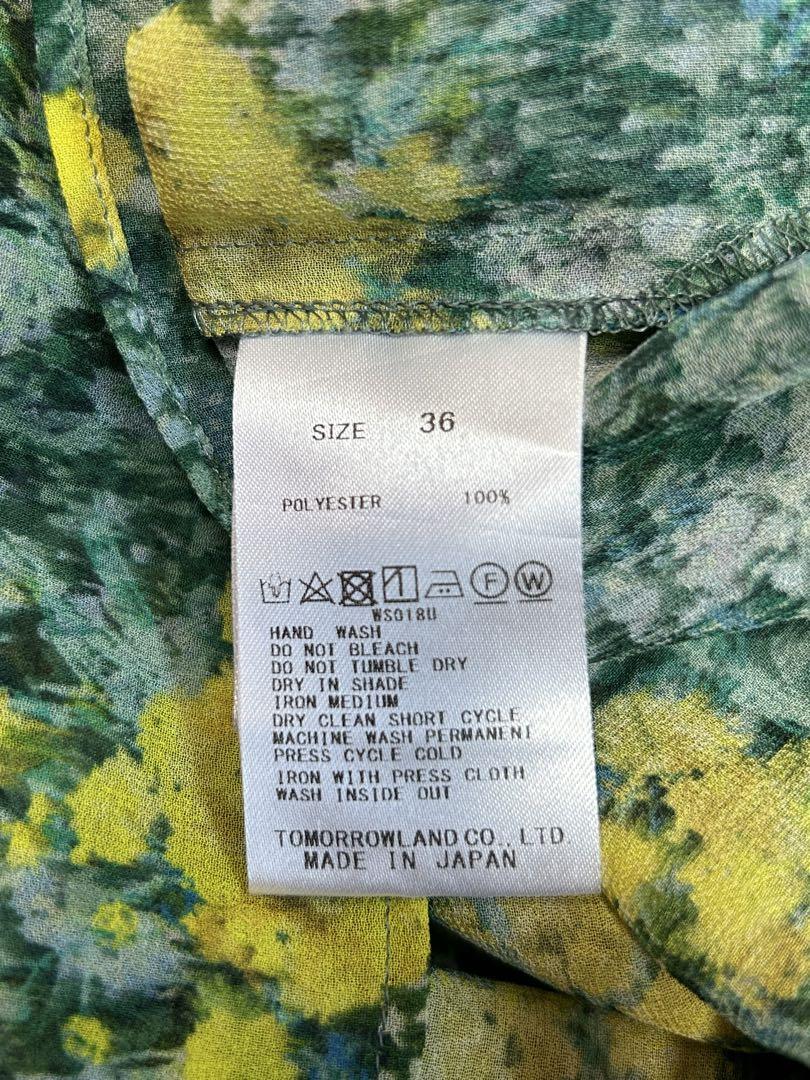 SIZE 36
POLYESTER 100%
F W
WS018U
HAND WASH
DO NOT BLEACH
DO NOT TUMBLE DRY
DRY IN SHADE
IRON MEDIUM
DRY CLEAN SHORT CYCLE
MACHINE WASH PERMANENT
PRESS CYCLE COLD
IRON WITH PRESS CLOTH
WASH INSIDE OUT
TOMORROWLAND CO., LTD.
MADE IN JAPAN